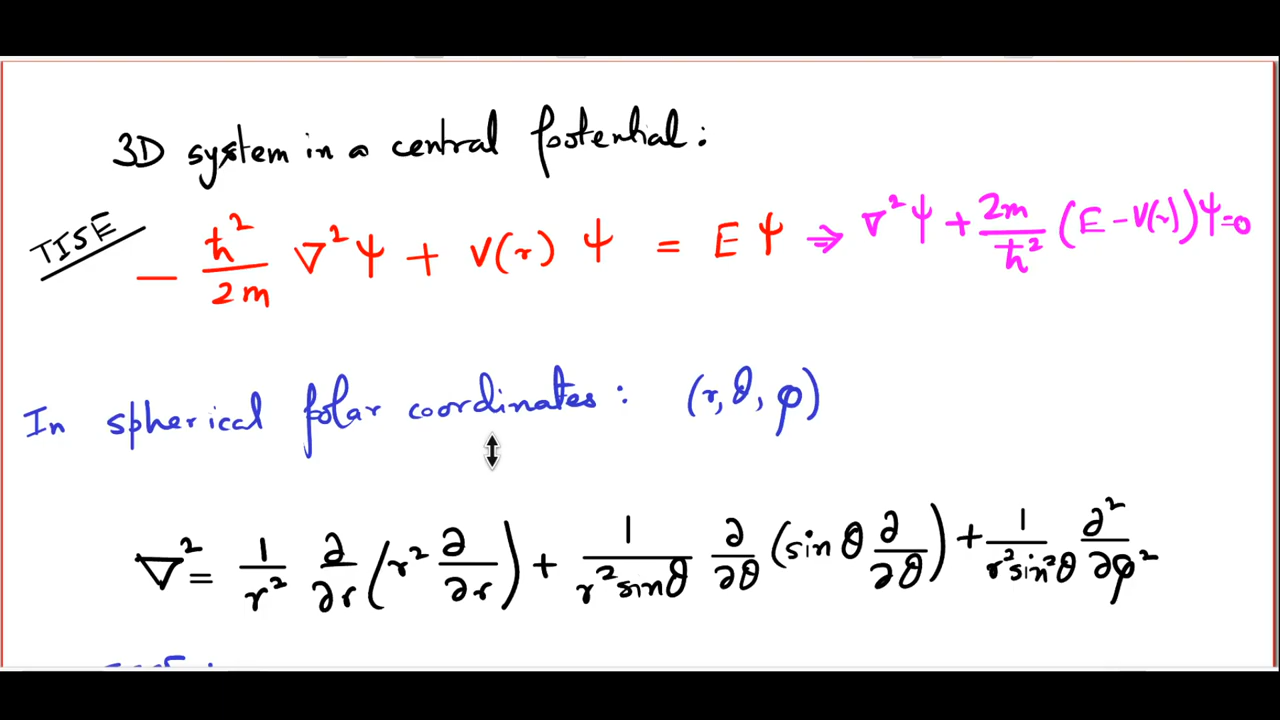 3D system in a central potential:
TISE
- ħ²/2m ∇²Ψ + V(r) Ψ = E Ψ ⇒ ∇²Ψ + 2m/ħ² (E - V(r))Ψ=0
In spherical polar coordinates: (r, θ, φ)
∇² = 1/r² ∂/∂r (r² ∂/∂r) + 1/(r² sinθ) ∂/∂θ (sin θ ∂/∂θ) + 1/(r² sin²θ) ∂²/∂φ²